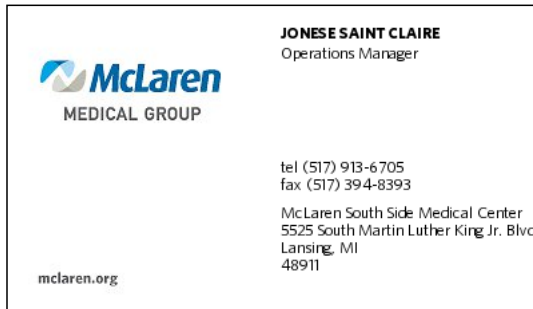 McLaren
MEDICAL GROUP
JONESE SAINT CLAIRE
Operations Manager
tel (517) 913-6705
fax (517) 394-8393
McLaren South Side Medical Center
5525 South Martin Luther King Jr. Blvd
Lansing, MI
48911
mclaren.org